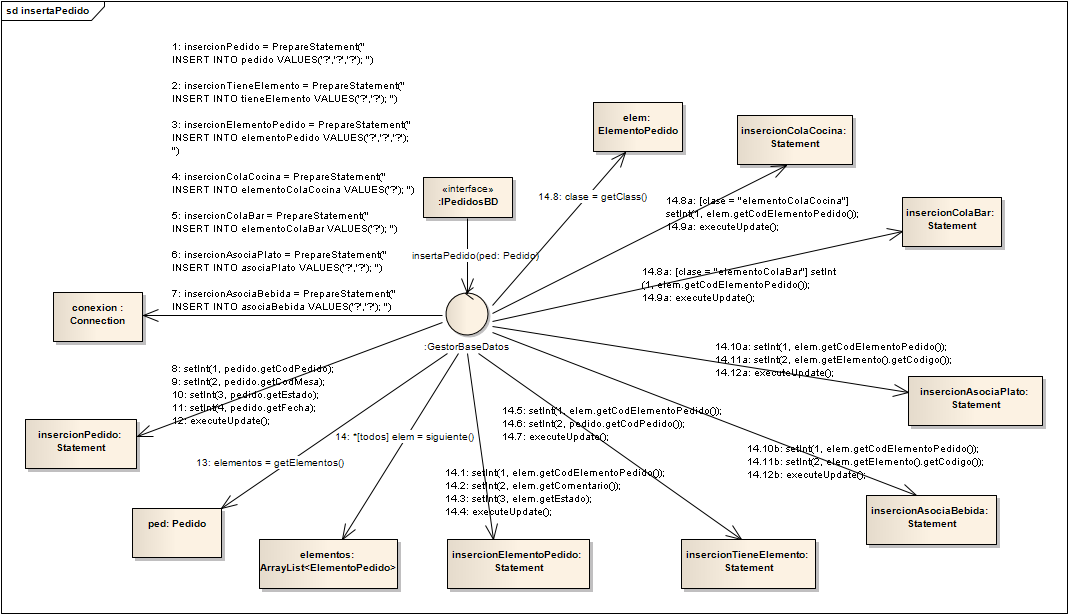 sd insertaPedido
1: insercionPedido = PrepareStatement("
INSERT INTO pedido VALUES('?','?','?'); ")
2: insercionTieneElemento = PrepareStatement("
INSERT INTO tieneElemento VALUES('?','?'); ")
3: insercionElementoPedido = PrepareStatement("
INSERT INTO elementoPedido VALUES('?','?','?');
")
4: insercionColaCocina = PrepareStatement("
INSERT INTO elementoColaCocina VALUES('?'); ")
5: insercionColaBar = PrepareStatement("
INSERT INTO elementoColaBar VALUES('?'); ")
6: insercionAsociaPlato = PrepareStatement("
INSERT INTO asociaPlato VALUES('?','?'); ")
7: insercionAsociaBebida = PrepareStatement("
INSERT INTO asociaBebida VALUES('?','?'); ")
«interface»
:IPedidosBD
insertaPedido(ped: Pedido)
elem:
ElementoPedido
14.8: clase = getClass()
insercionColaCocina:
Statement
14.8a: [clase = "elementoColaCocina"]
setInt(1, elem.getCodElementoPedido());
14.9a: executeUpdate();
insercionColaBar:
Statement
14.8a: [clase = "elementoColaBar"] setInt
(1, elem.getCodElementoPedido());
14.9a: executeUpdate();
conexion :
Connection
:GestorBaseDatos
8: setInt(1, pedido.getCodPedido);
9: setInt(2, pedido.getCodMesa);
10: setInt(3, pedido.getEstado);
11: setInt(4, pedido.getFecha);
12: executeUpdate();
14.10a: setInt(1, elem.getCodElementoPedido());
14.11a: setInt(2, elem.getElemento().getCodigo());
14.12a: executeUpdate();
insercionAsociaPlato:
Statement
insercionPedido:
Statement
14.5: setInt(1, elem.getCodElementoPedido());
14.6: setInt(2, pedido.getCodPedido);
14.7: executeUpdate();
14: *[todos] elem = siguiente()
13: elementos = getElementos()
14.10b: setInt(1, elem.getCodElementoPedido());
14.11b: setInt(2, elem.getElemento().getCodigo());
14.12b: executeUpdate();
14.1: setInt(1, elem.getCodElementoPedido());
14.2: setInt(2, elem.getComentario());
14.3: setInt(3, elem.getEstado);
14.4: executeUpdate();
ped: Pedido
insercionAsociaBebida:
Statement
elementos:
ArrayList<ElementoPedido>
insercionElementoPedido:
Statement
insercionTieneElemento:
Statement